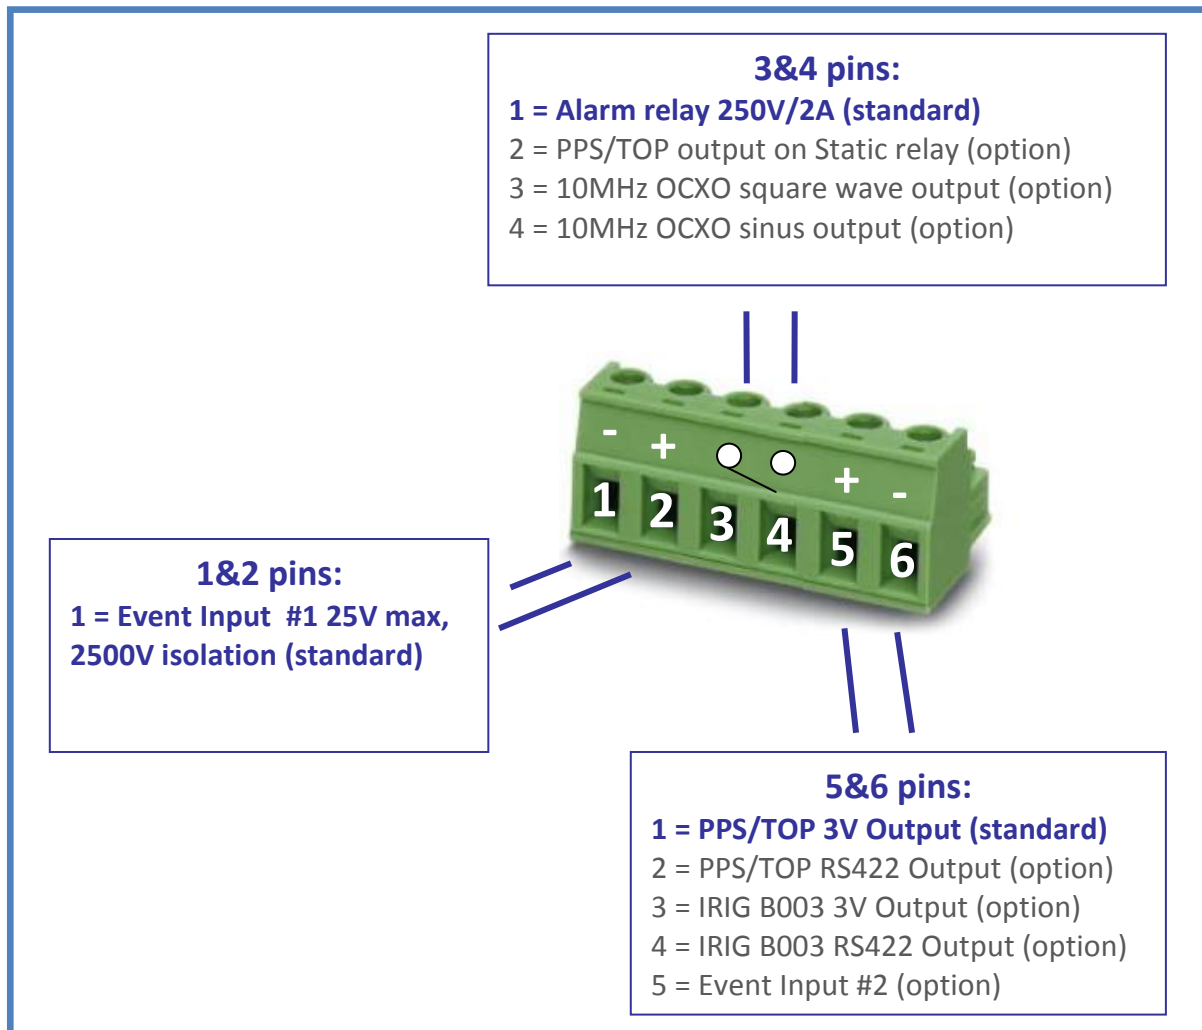 3&4 pins:
1 = Alarm relay 250V/2A (standard)
2 = PPS/TOP output on Static relay (option)
3 = 10MHz OCXO square wave output (option)
4 = 10MHz OCXO sinus output (option)
- + + -
1 2 3 4 5 6
1&2 pins:
1 = Event Input #1 25V max,
2500V isolation (standard)
5&6 pins:
1 = PPS/TOP 3V Output (standard)
2 = PPS/TOP RS422 Output (option)
3 = IRIG B003 3V Output (option)
4 = IRIG B003 RS422 Output (option)
5 = Event Input #2 (option)